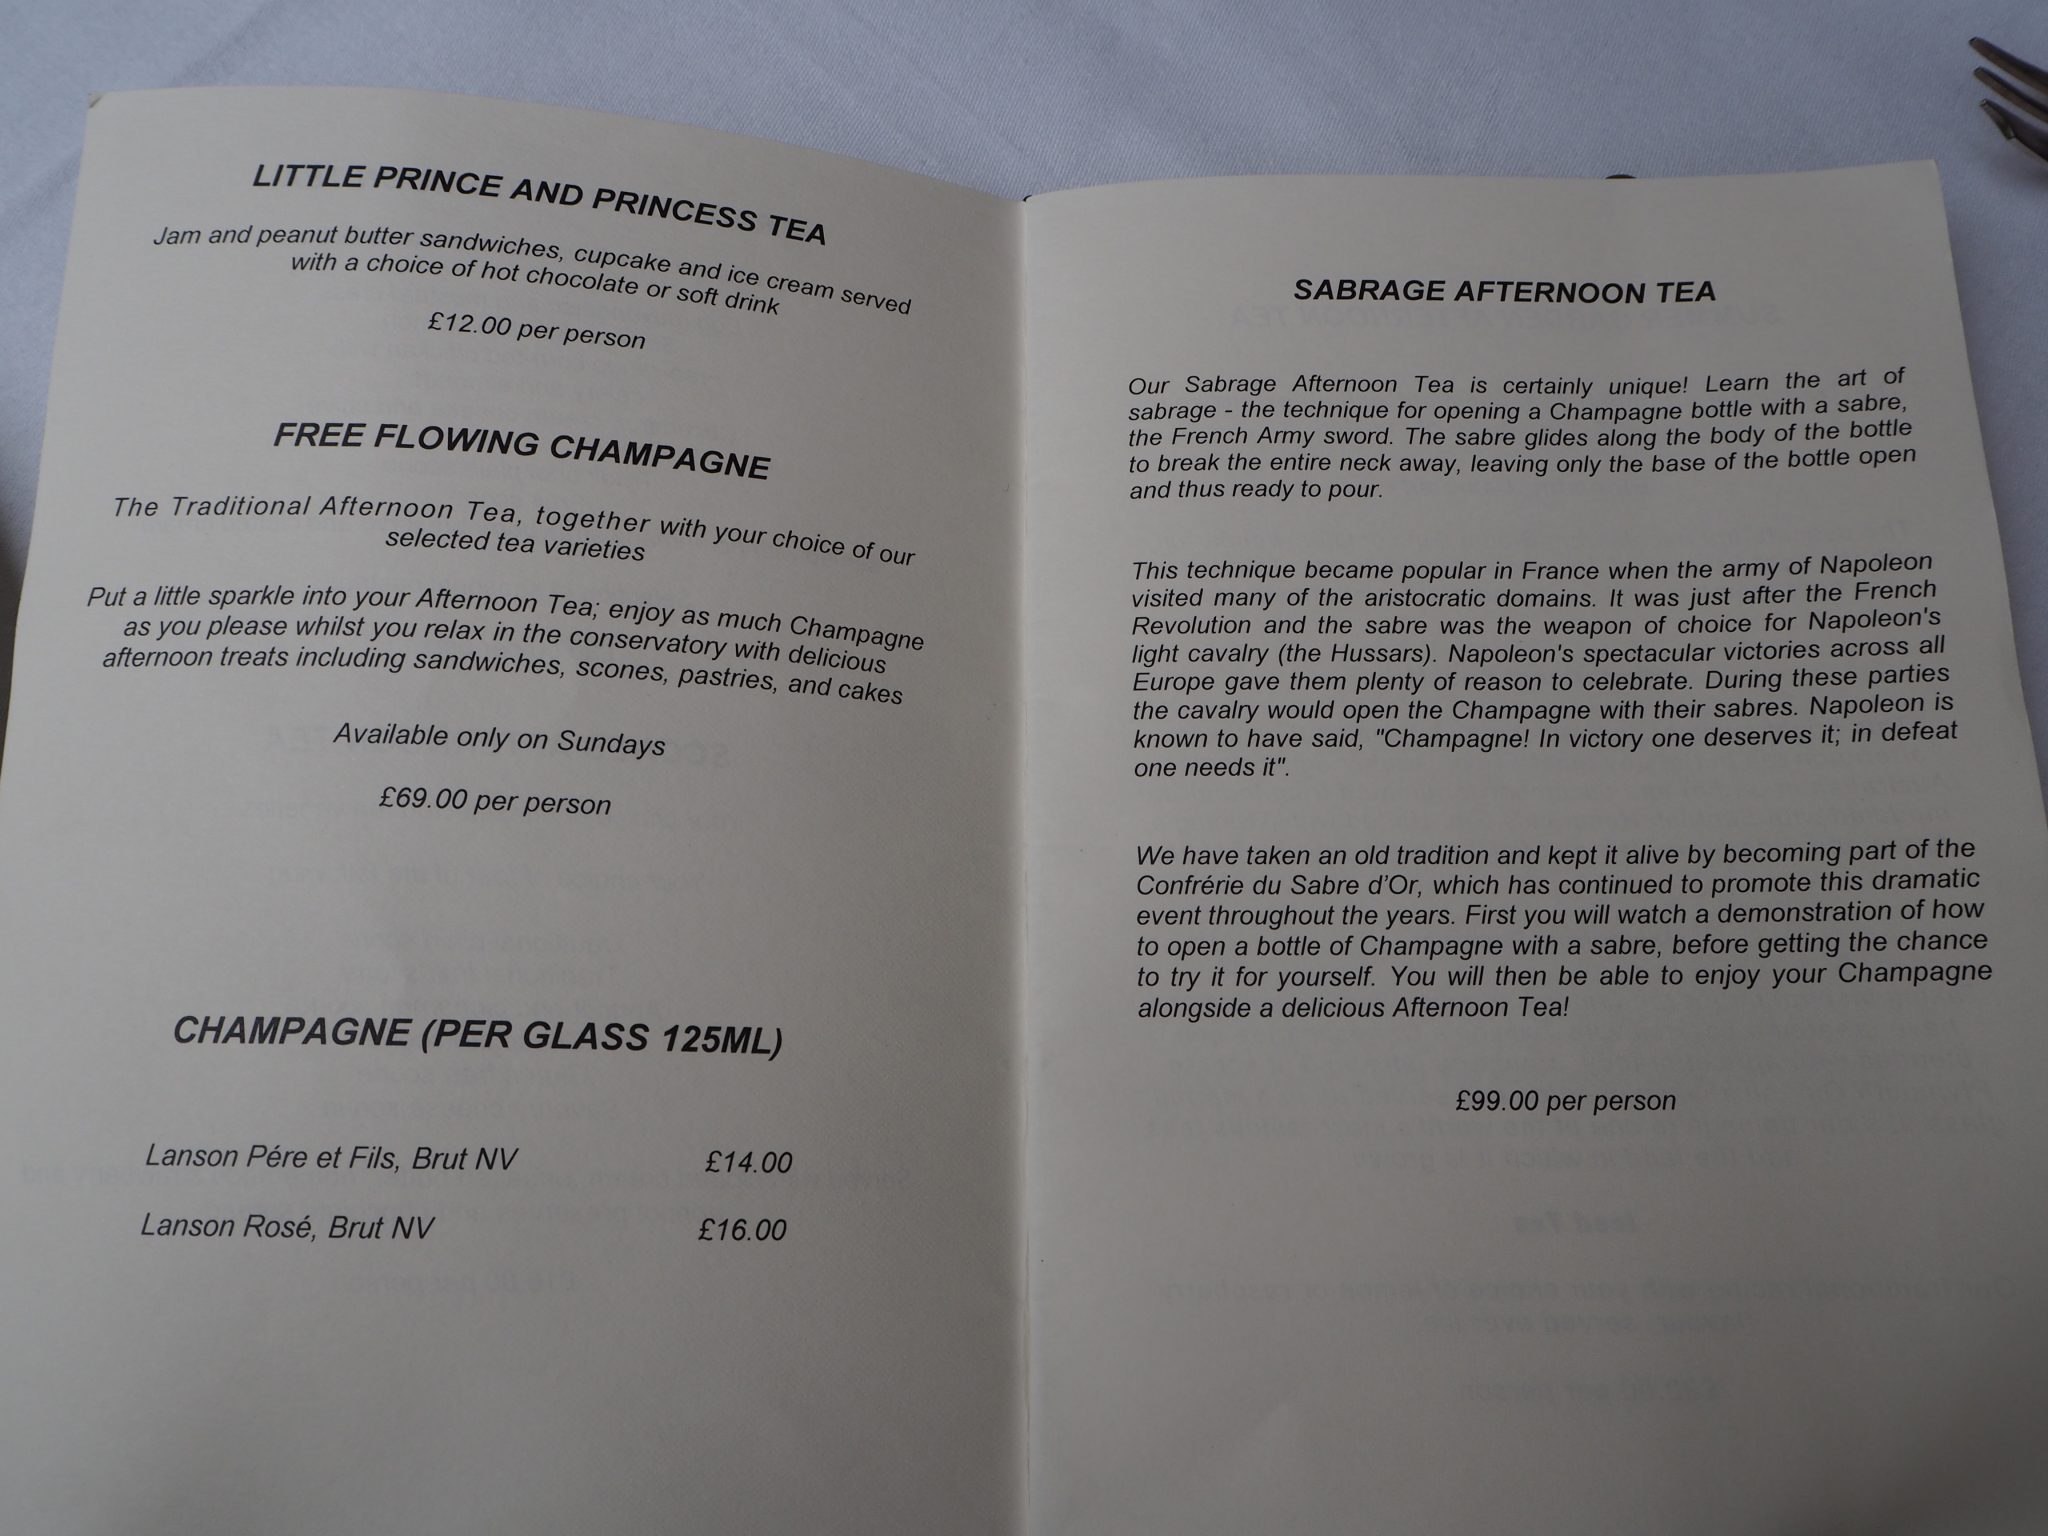 LITTLE PRINCE AND PRINCESS TEA
Jam and peanut butter sandwiches, cupcake and ice cream served
with a choice of hot chocolate or soft drink
£12.00 per person
FREE FLOWING CHAMPAGNE
The Traditional Afternoon Tea, together with your choice of our
selected tea varieties
Put a little sparkle into your Afternoon Tea; enjoy as much Champagne
as you please whilst you relax in the conservatory with delicious
afternoon treats including sandwiches, scones, pastries, and cakes
Available only on Sundays
£69.00 per person
CHAMPAGNE (PER GLASS 125ML)
Lanson Pére et Fils, Brut NV £14.00
Lanson Rosé, Brut NV £16.00
SABRAGE AFTERNOON TEA
Our Sabrage Afternoon Tea is certainly unique! Learn the art of
sabrage - the technique for opening a Champagne bottle with a sabre,
the French Army sword. The sabre glides along the body of the bottle
to break the entire neck away, leaving only the base of the bottle open
and thus ready to pour.
This technique became popular in France when the army of Napoleon
visited many of the aristocratic domains. It was just after the French
Revolution and the sabre was the weapon of choice for Napoleon's
light cavalry (the Hussars). Napoleon's spectacular victories across all
Europe gave them plenty of reason to celebrate. During these parties
the cavalry would open the Champagne with their sabres. Napoleon is
known to have said, "Champagne! In victory one deserves it; in defeat
one needs it".
We have taken an old tradition and kept it alive by becoming part of the
Confrérie du Sabre d’Or, which has continued to promote this dramatic
event throughout the years. First you will watch a demonstration of how
to open a bottle of Champagne with a sabre, before getting the chance
to try it for yourself. You will then be able to enjoy your Champagne
alongside a delicious Afternoon Tea!
£99.00 per person